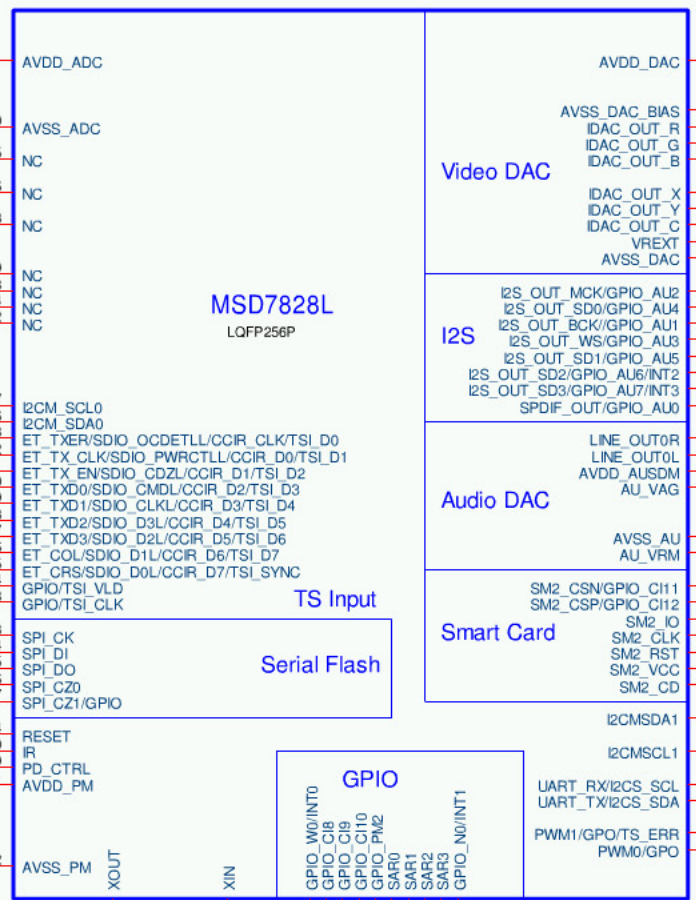 AVDD_ADC
AVSS_ADC
NC
NC
NC
NC
NC
NC
NC
MSD7828L
LQFP256P
I2CM_SCL0
I2CM_SDA0
ET_TXER/SDIO_OCDETLL/CCIR_CLK/TSI_D0
ET_TX_CLK/SDIO_PWRCTLL/CCIR_D0/TSI_D1
ET_TX_EN/SDIO_CDZL/CCIR_D1/TSI_D2
ET_TXD0/SDIO_CMDL/CCIR_D2/TSI_D3
ET_TXD1/SDIO_CLKL/CCIR_D3/TSI_D4
ET_TXD2/SDIO_D3L/CCIR_D4/TSI_D5
ET_TXD3/SDIO_D2L/CCIR_D5/TSI_D6
ET_COL/SDIO_D1L/CCIR_D6/TSI_D7
ET_CRS/SDIO_D0L/CCIR_D7/TSI_SYNC
GPIO/TSI_VLD
GPIO/TSI_CLK
TS Input
SPI_CK
SPI_DI
SPI_DO
SPI_CZ0
SPI_CZ1/GPIO
Serial Flash
RESET
IR
PD_CTRL
AVDD_PM
AVSS_PM
XOUT
XIN
GPIO
GPIO_W0/INT0
GPIO_CI8
GPIO_CI9
GPIO_CI10
GPIO_PM2
SAR0
SAR1
SAR2
SAR3
GPIO_N0/INT1
AVDD_DAC
AVSS_DAC_BIAS
IDAC_OUT_R
IDAC_OUT_G
IDAC_OUT_B
Video DAC
IDAC_OUT_X
IDAC_OUT_Y
IDAC_OUT_C
VREXT
AVSS_DAC
I2S_OUT_MCK/GPIO_AU2
I2S_OUT_SD0/GPIO_AU4
I2S_OUT_BCK//GPIO_AU1
I2S_OUT_WS/GPIO_AU3
I2S
I2S_OUT_SD1/GPIO_AU5
I2S_OUT_SD2/GPIO_AU6/INT2
I2S_OUT_SD3/GPIO_AU7/INT3
SPDIF_OUT/GPIO_AU0
LINE_OUT0R
LINE_OUT0L
AVDD_AUSDM
AU_VAG
Audio DAC
AVSS_AU
AU_VRM
SM2_CSN/GPIO_CI11
SM2_CSP/GPIO_CI12
SM2_IO
Smart Card
SM2_CLK
SM2_RST
SM2_VCC
SM2_CD
I2CMSDA1
I2CMSCL1
UART_RX/I2CS_SCL
UART_TX/I2CS_SDA
PWM1/GPO/TS_ERR
PWM0/GPO